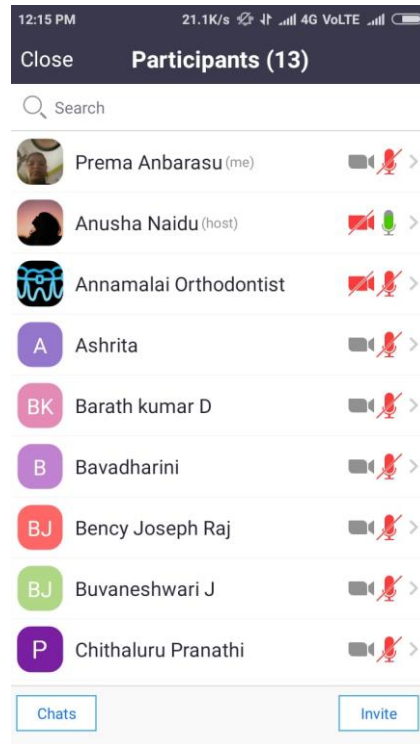 12:15 PM 21.1K/s 4G VoLTE
Close Participants (13)
Search
Prema Anbarasu (me)
Anusha Naidu (host)
Annamalai Orthodontist
A Ashrita
BK Barath kumar D
B Bavadharini
BJ Bency Joseph Raj
BJ Buvaneshwari J
P Chithaluru Pranathi
Chats Invite